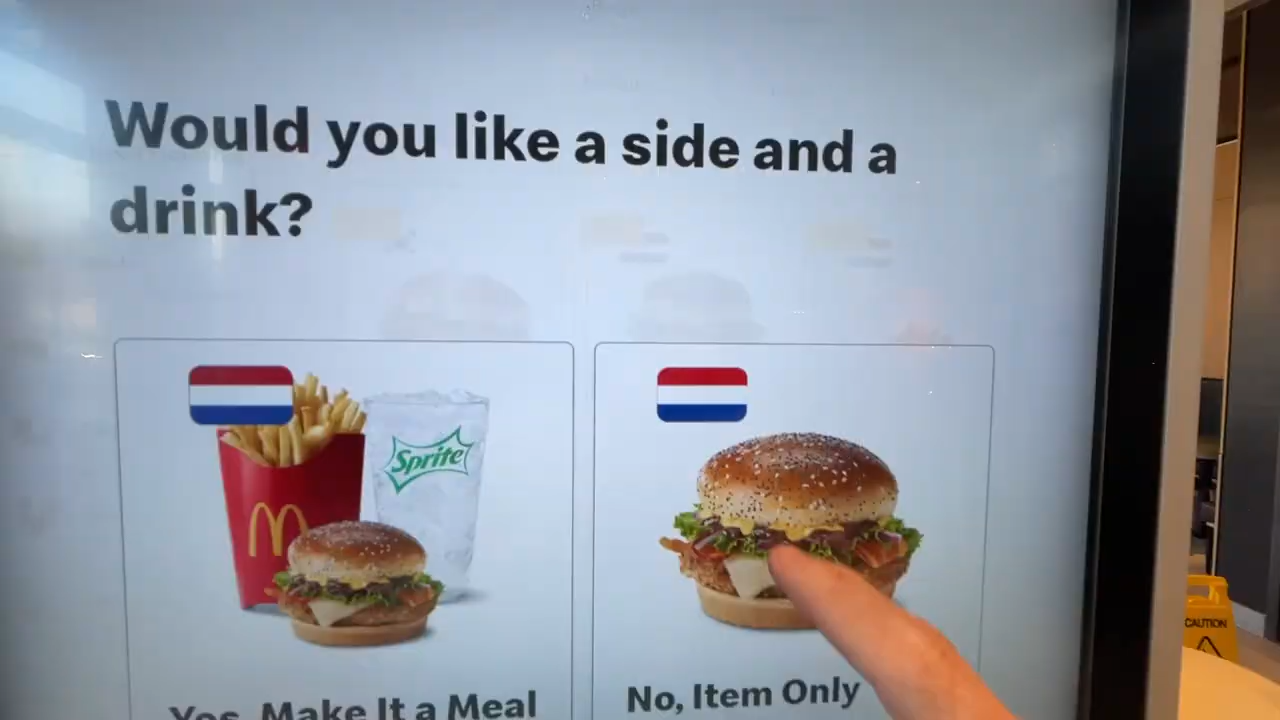 Would you like a side and a
drink?
Sprite
Yes, Make It a Meal
No, Item Only
CAUTION